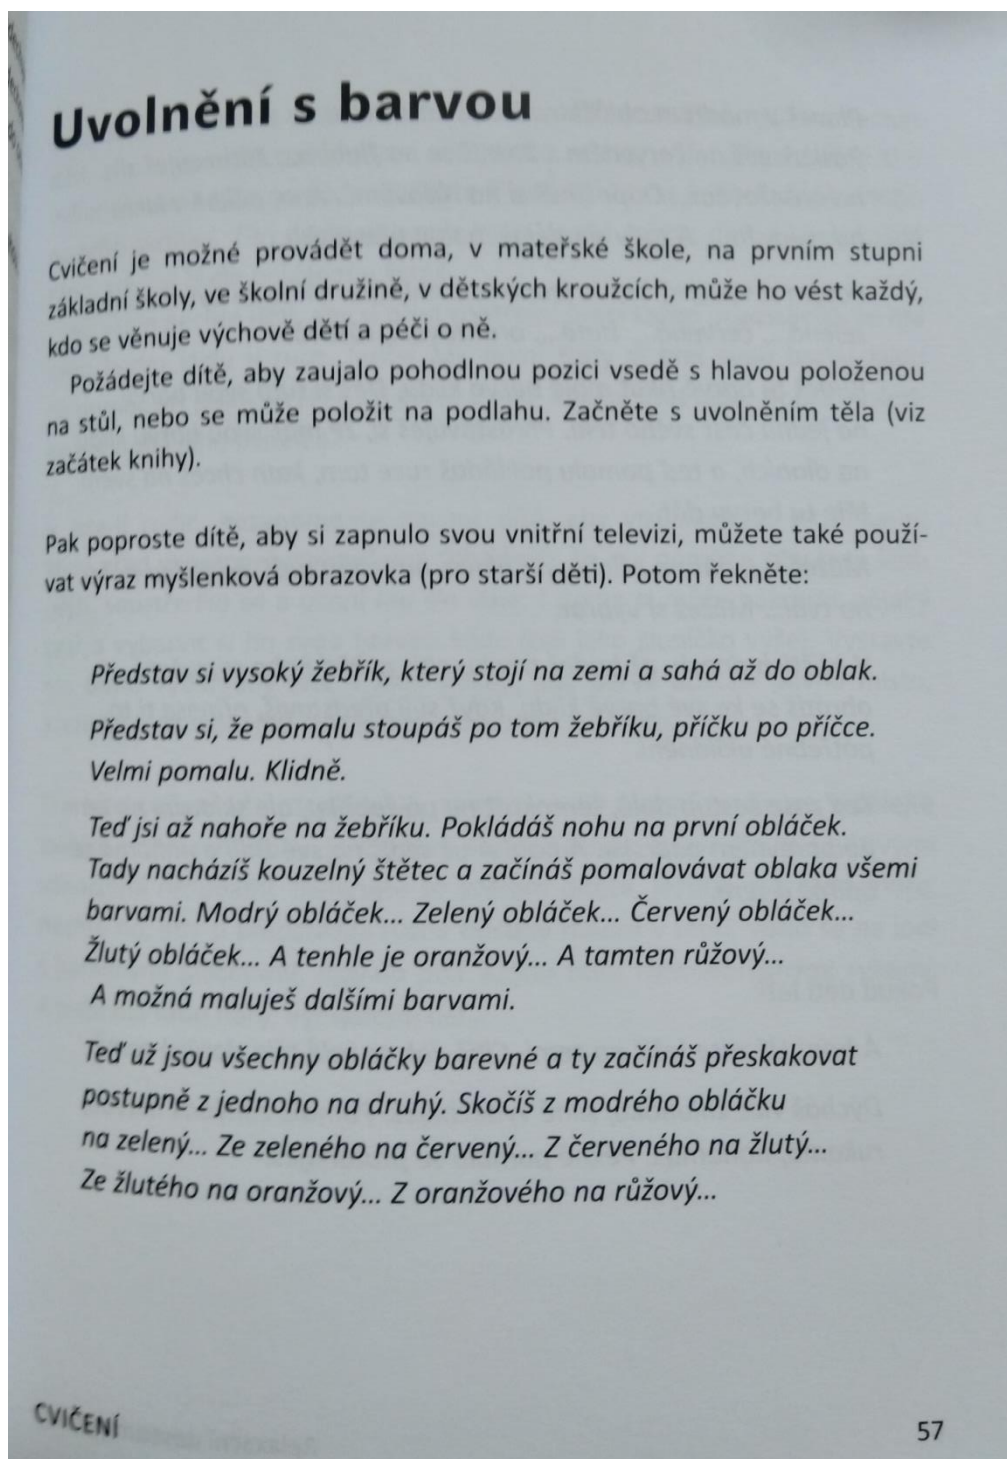 Uvolnění s barvou
Cvičení je možné provádět doma, v mateřské škole, na prvním stupni
základní školy, ve školní družině, v dětských kroužcích, může ho vést každý,
kdo se věnuje výchově dětí a péči o ně.
Požádejte dítě, aby zaujalo pohodlnou pozici vsedě s hlavou položenou
na stůl, nebo se může položit na podlahu. Začněte s uvolněním těla (viz
začátek knihy).
Pak poproste dítě, aby si zapnulo svou vnitřní televizi, můžete také použí-
vat výraz myšlenková obrazovka (pro starší děti). Potom řekněte:
Představ si vysoký žebřík, který stojí na zemi a sahá až do oblak.
Představ si, že pomalu stoupáš po tom žebříku, příčku po příčce.
Velmi pomalu. Klidně.
Teď jsi až nahoře na žebříku. Pokládáš nohu na první obláček.
Tady nacházíš kouzelný štětec a začínáš pomalovávat oblaka všemi
barvami. Modrý obláček... Zelený obláček... Červený obláček...
Žlutý obláček... A tenhle je oranžový... A tamten růžový...
A možná maluješ dalšími barvami.
Teď už jsou všechny obláčky barevné a ty začínáš přeskakovat
postupně z jednoho na druhý. Skočíš z modrého obláčku
na zelený... Ze zeleného na červený... Z červeného na žlutý...
Ze žlutého na oranžový... Z oranžového na růžový...
CVIČENÍ
57